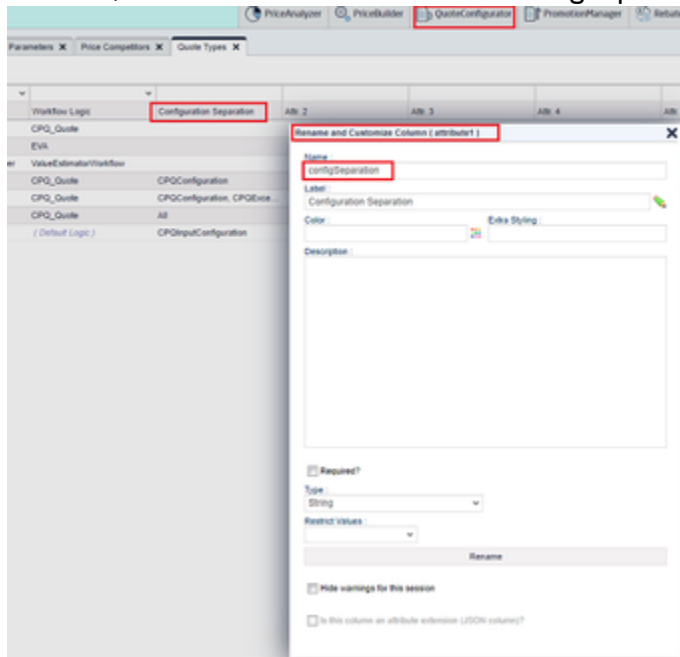 PriceAnalyzer PriceBuilder QuoteConfigurator PromotionManager
Parameters X Price Competitors X Quote Types X
Workflow Logic Configuration Separation Attr. 2 Attr. 3 Attr. 4
CPQ_Quote
EVA
ValueEstimatorWorkflow
CPQ_Quote CPQConfiguration
CPQ_Quote CPQConfiguration, CPQExce...
CPQ_Quote All
( Default Logic ) CPQInputConfiguration
Rename and Customize Column ( attribute1 ) X
Name :
configSeparation
Label :
Configuration Separation
Color : Extra Styling :
Description :
Required?
Type :
String
Restrict Values :
Rename
Hide warnings for this session
Is this column an attribute extension (JSON column)?